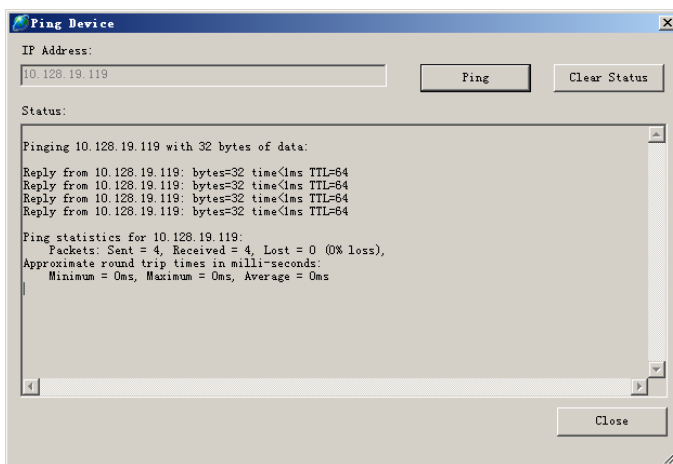 Ping Device
IP Address:
10.128.19.119
Ping
Clear Status
Status:
Pinging 10.128.19.119 with 32 bytes of data:
Reply from 10.128.19.119: bytes=32 time<1ms TTL=64
Reply from 10.128.19.119: bytes=32 time<1ms TTL=64
Reply from 10.128.19.119: bytes=32 time<1ms TTL=64
Reply from 10.128.19.119: bytes=32 time<1ms TTL=64
Ping statistics for 10.128.19.119:
Packets: Sent = 4, Received = 4, Lost = 0 (0% loss),
Approximate round trip times in milli-seconds:
Minimum = 0ms, Maximum = 0ms, Average = 0ms
Close